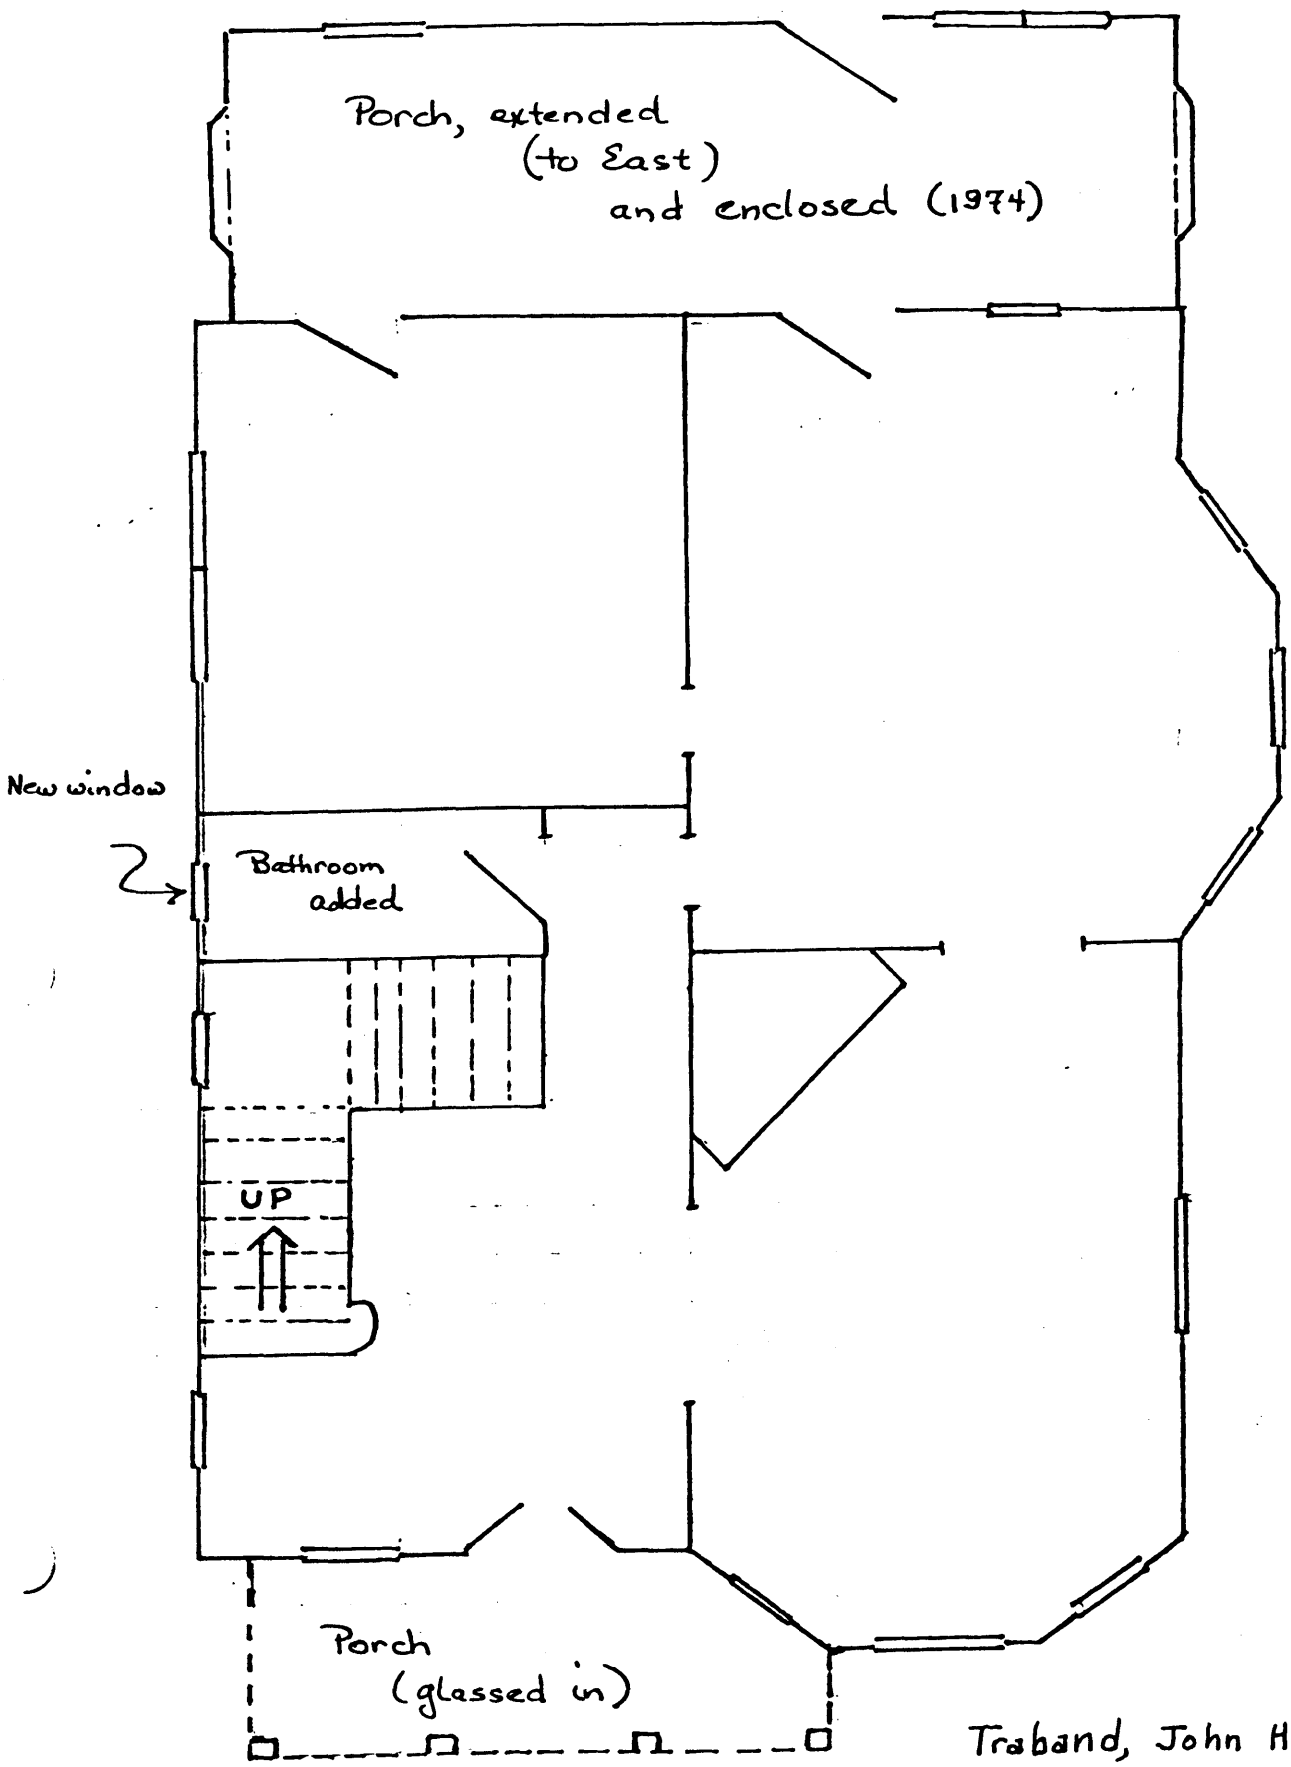 Porch, extended
(to East)
and enclosed (1974)
New window
Bathroom
added
UP
Porch
(glassed in)
Traband, John H